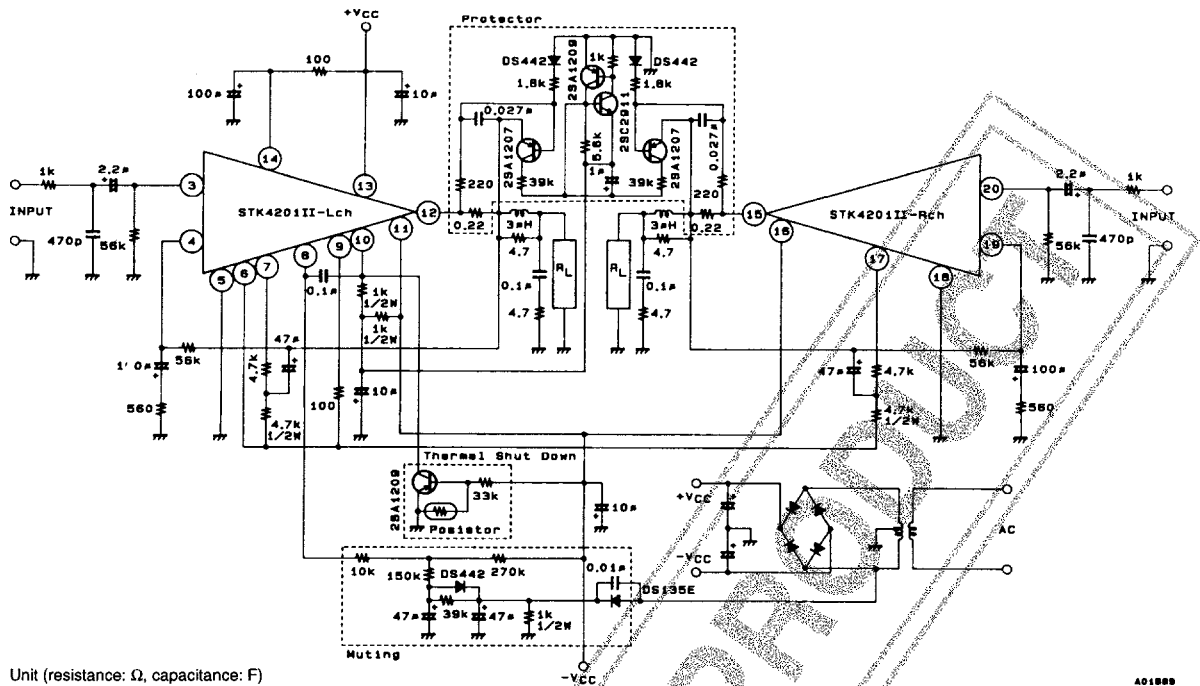 +VCC
Protector
100
100μ
10μ
DS442
1.8k
2SA1209
1k
2SC2911
DS442
1.8k
0.027μ
2SA1207
39k
5.6k
1μ
2SA1207
39k
0.027μ
14
13
1k
2.2μ
3
INPUT
470p
56k
4
STK4201II-Lch
12
220
0.22
3μH
4.7
0.1μ
4.7
RL
RL
3μH
4.7
0.1μ
4.7
220
0.22
15
STK4201II-Rch
20
2.2μ
1k
INPUT
56k
470p
19
16
17
18
5
6
7
8
9
10
11
0.1μ
1k
1/2W
1k
1/2W
56k
47μ
560
4.7k
4.7k
1/2W
100
10μ
56k
47μ
4.7k
4.7k
1/2W
100μ
560
Thermal Shut Down
2SA1209
33k
Posistor
10μ
+VCC
-VCC
AC
10k
150k
DS442
270k
0.01μ
DS135E
47μ
39k
47μ
1k
1/2W
Muting
-VCC
PRODUCT
Unit (resistance: Ω, capacitance: F)
A01889